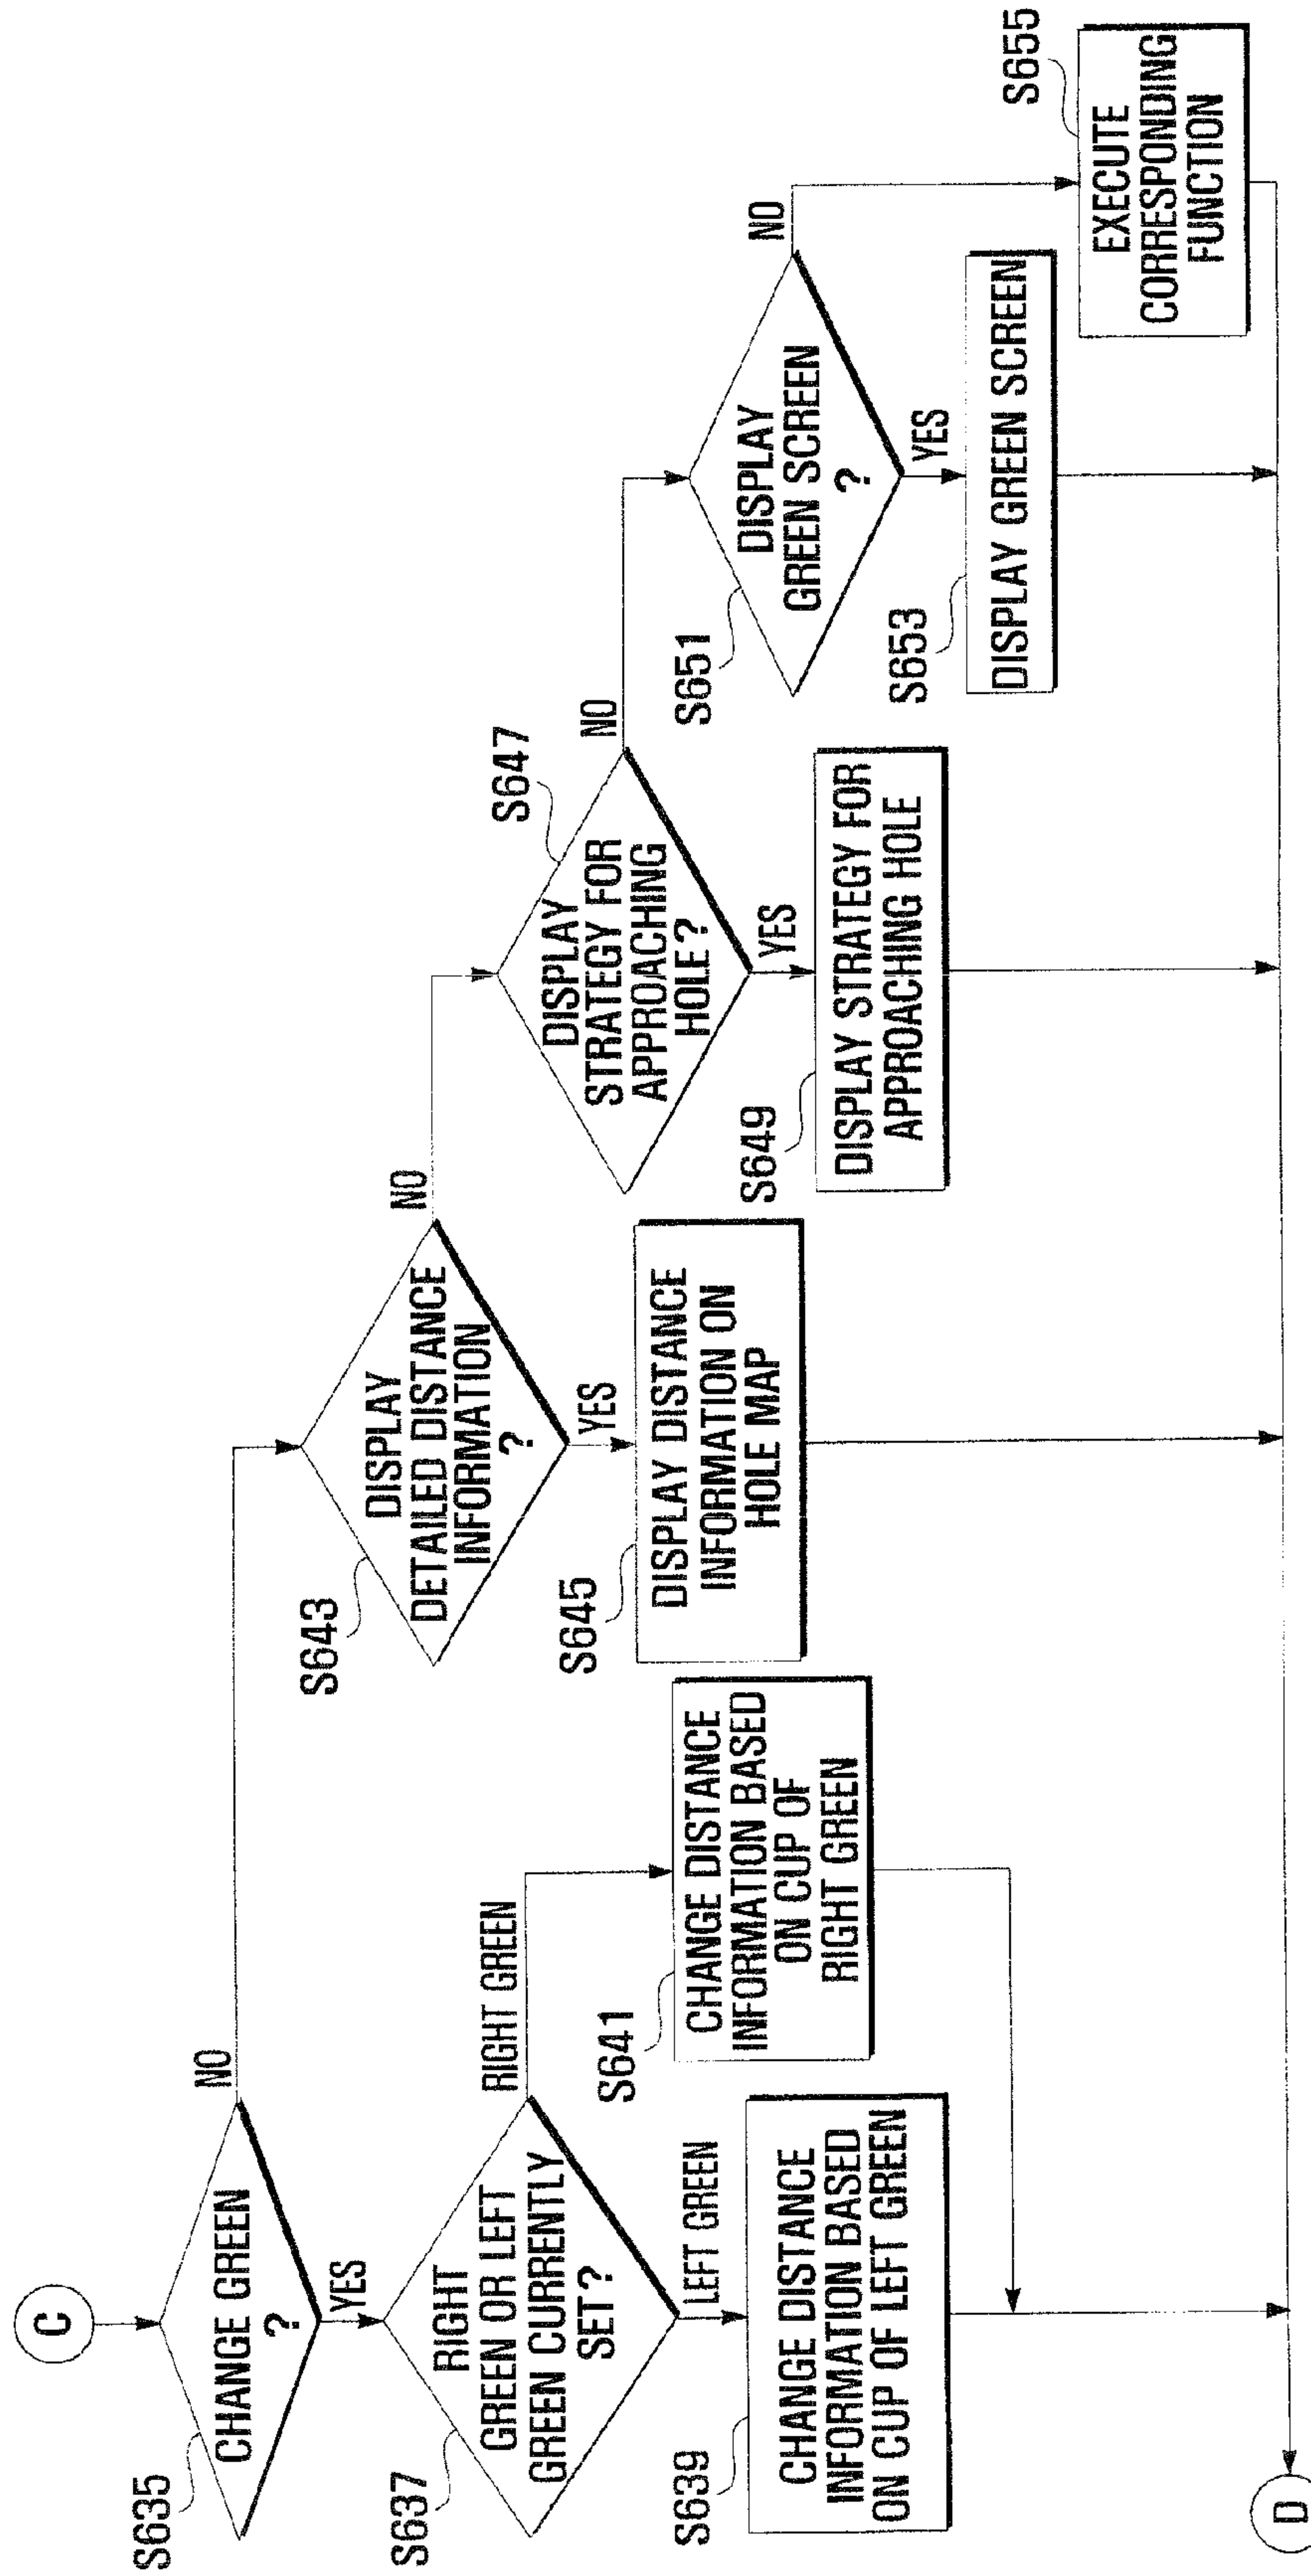 C
S635
CHANGE GREEN
?
NO
YES
S637
RIGHT
GREEN OR LEFT
GREEN CURRENTLY
SET?
RIGHT GREEN
LEFT GREEN
S639
CHANGE DISTANCE
INFORMATION BASED
ON CUP OF LEFT GREEN
S641
CHANGE DISTANCE
INFORMATION BASED
ON CUP OF
RIGHT GREEN
S643
DISPLAY
DETAILED DISTANCE
INFORMATION
?
NO
YES
S645
DISPLAY DISTANCE
INFORMATION ON
HOLE MAP
S647
DISPLAY
STRATEGY FOR
APPROACHING
HOLE?
NO
YES
S649
DISPLAY STRATEGY FOR
APPROACHING HOLE
S651
DISPLAY
GREEN SCREEN
?
NO
YES
S653
DISPLAY GREEN SCREEN
S655
EXECUTE
CORRESPONDING
FUNCTION
D